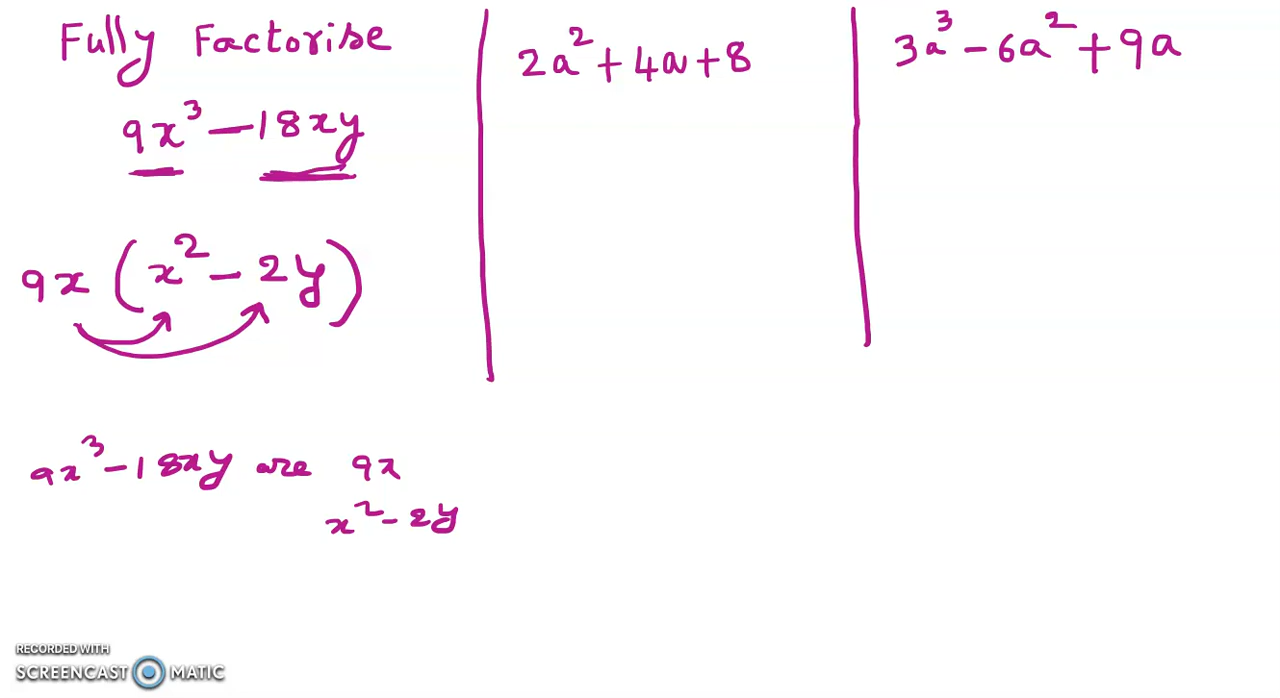 Fully Factorise
9x³ - 18xy
9x (x² - 2y)
9x³ - 18xy are 9x
x² - 2y
2a² + 4a + 8
3a³ - 6a² + 9a
RECORDED WITH
SCREENCAST MATIC